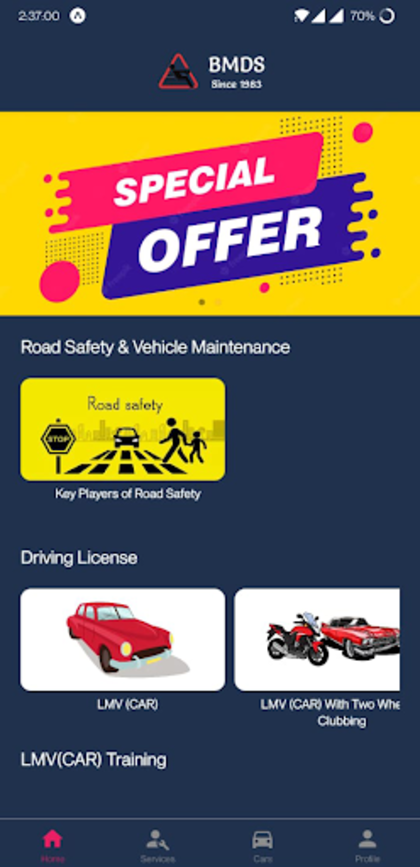 2:37:00
70%
BMDS
Since 1983
SPECIAL
OFFER
Road Safety & Vehicle Maintenance
Road safety
STOP
Key Players of Road Safety
Driving License
LMV (CAR)
LMV (CAR) With Two Whe
Clubbing
LMV(CAR) Training
Home
Services
Cars
Profile